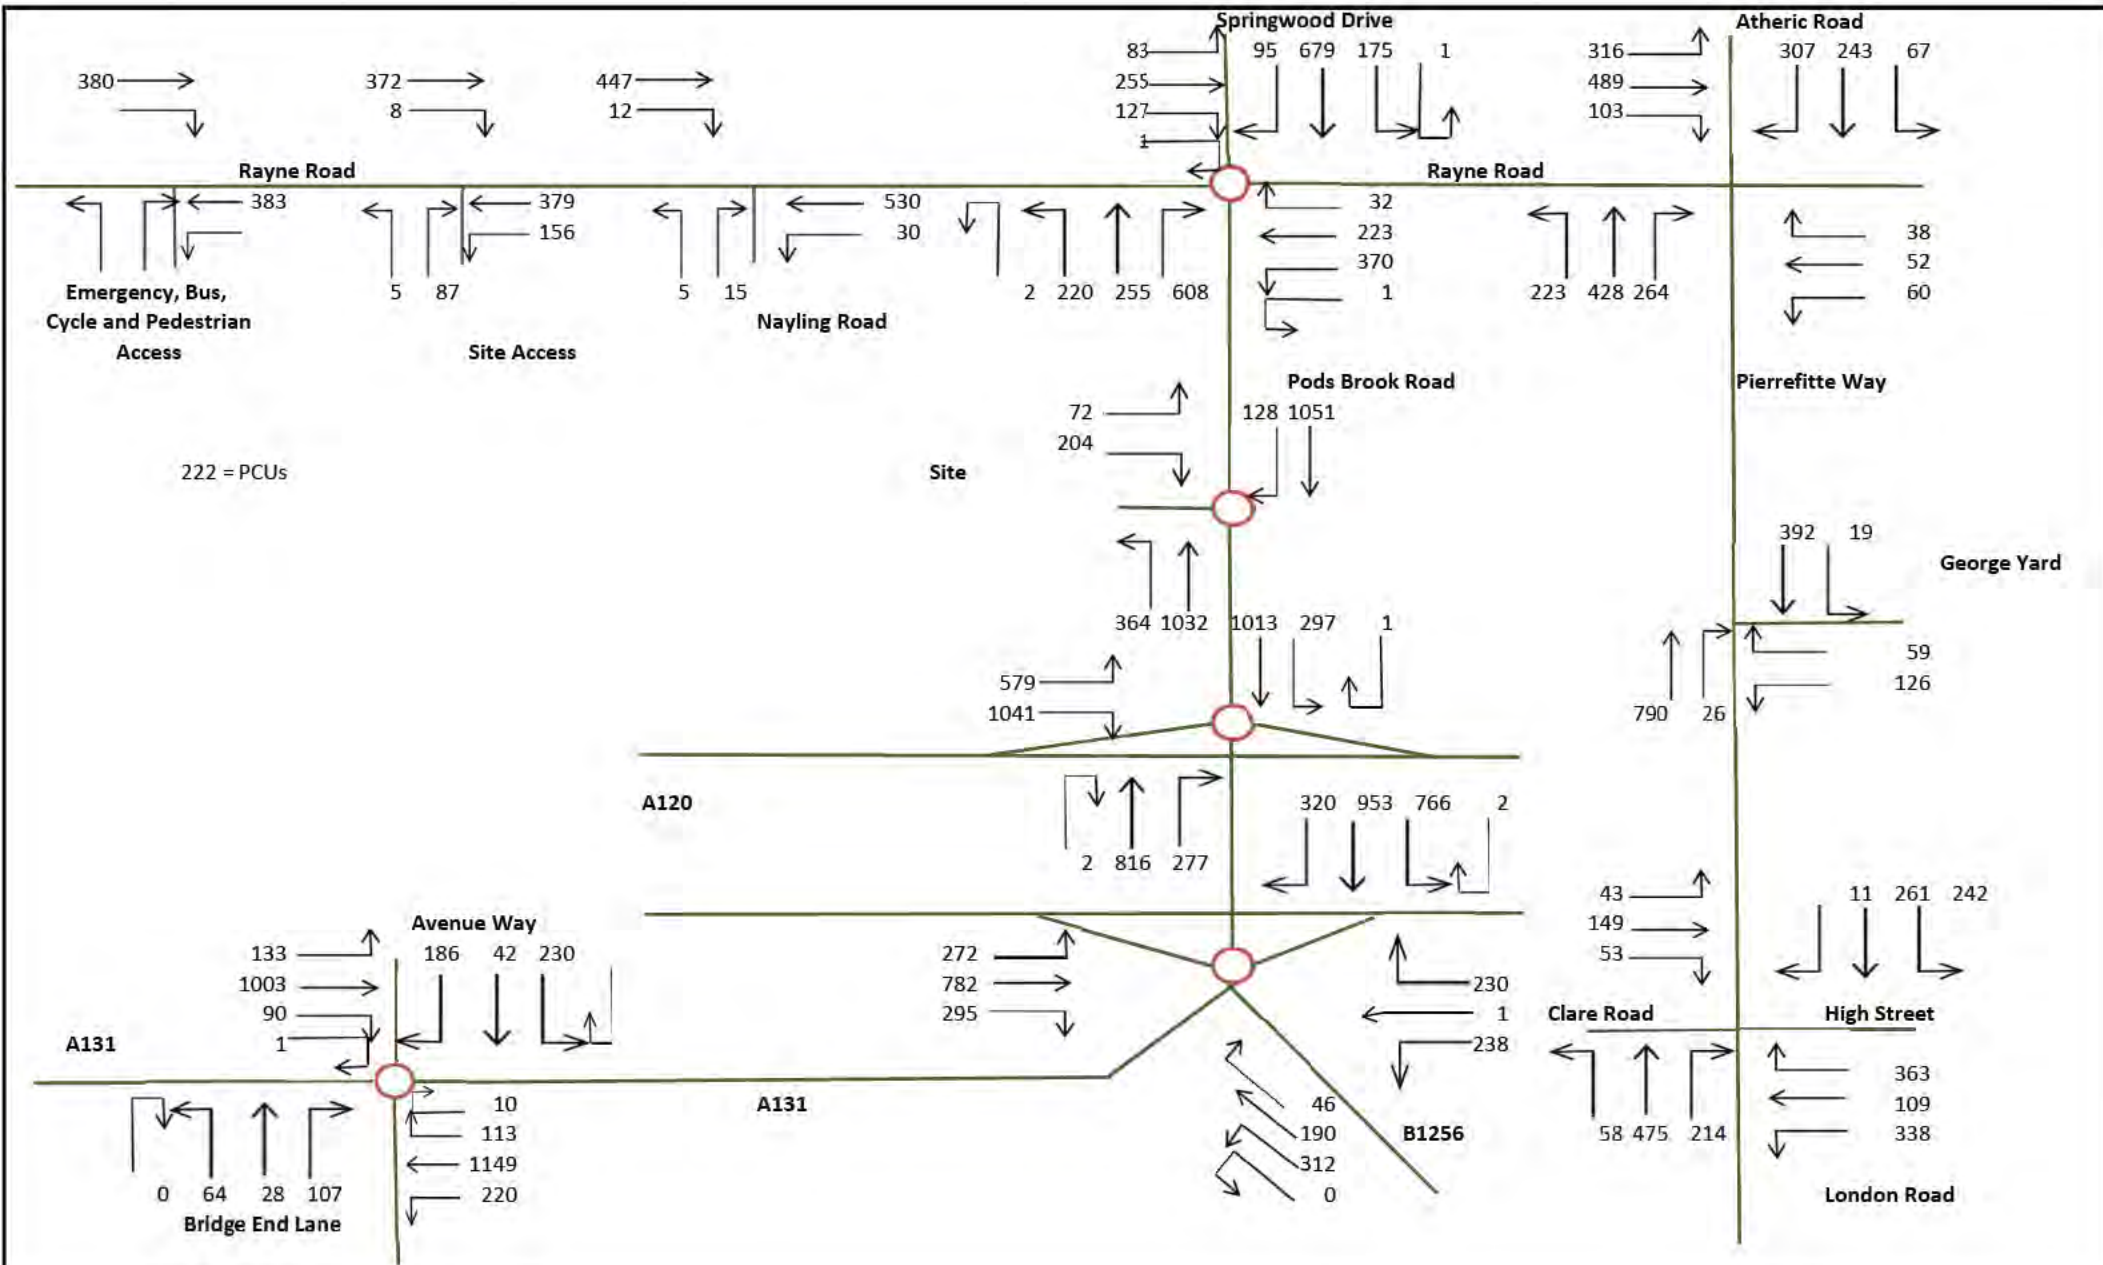 Springwood Drive
Atheric Road
83
95 679 175 1
316
307 243 67
380
372
447
255
489
8
12
127
103
1
Rayne Road
Rayne Road
383
379
530
32
156
30
223
38
370
52
Emergency, Bus,
Cycle and Pedestrian
Access
5 87
5 15
2 220 255 608
1
223 428 264
60
Site Access
Nayling Road
Pods Brook Road
Pierrefitte Way
72
128 1051
204
222 = PCUs
Site
392 19
George Yard
364 1032
1013 297 1
59
579
126
1041
790 26
A120
320 953 766 2
2 816 277
43
11 261 242
Avenue Way
149
133
186 42 230
272
53
1003
782
230
90
295
1
Clare Road
High Street
1
A131
238
363
10
A131
46
109
113
190
B1256
58 475 214
338
1149
312
0 64 28 107
220
0
London Road
Bridge End Lane